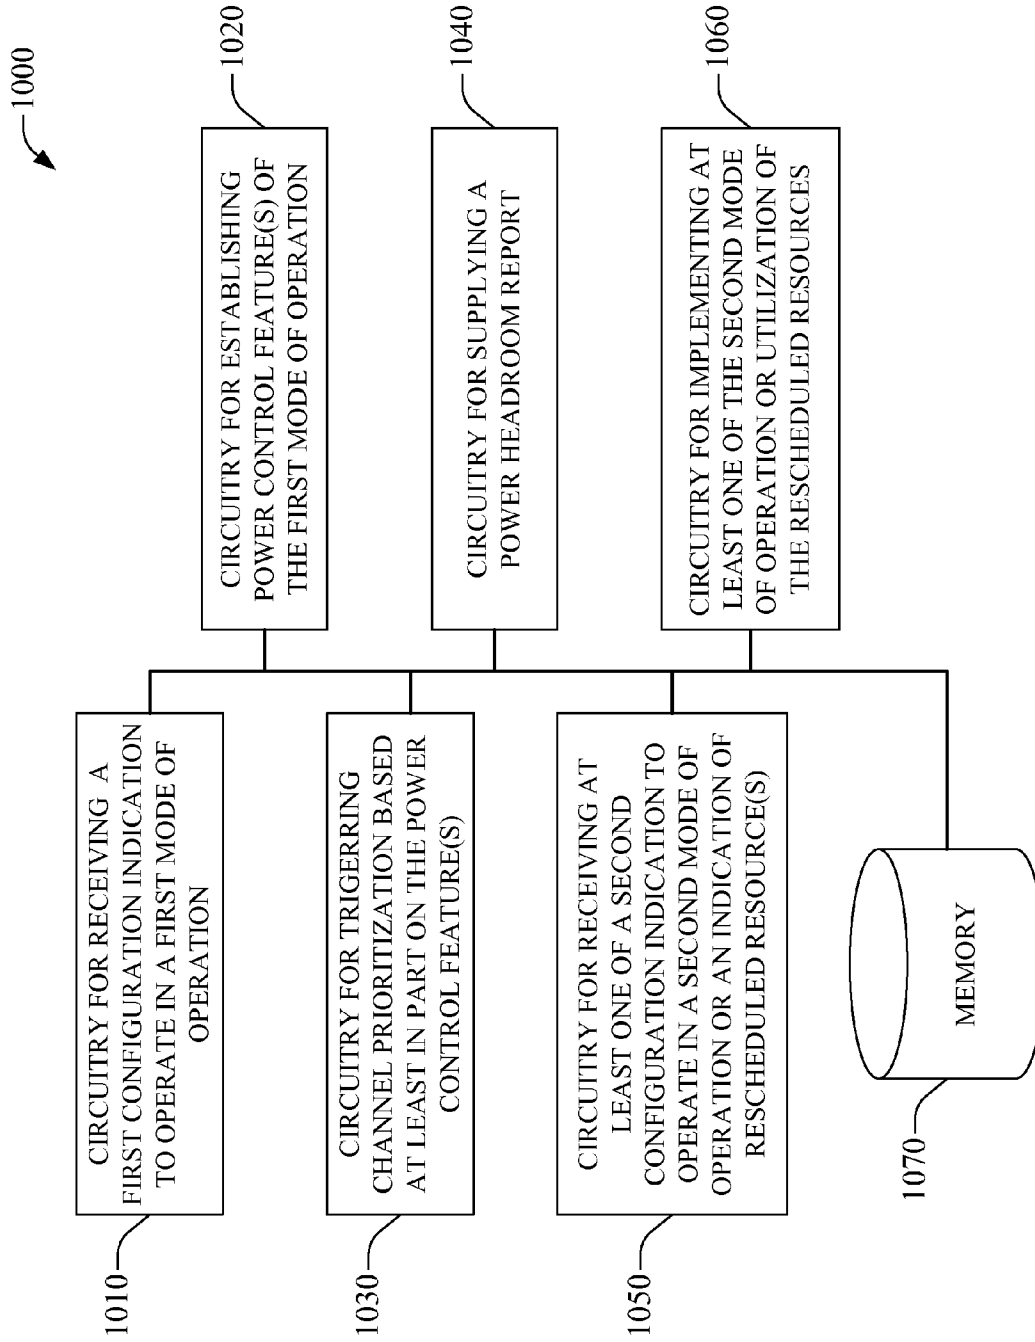 1000
1010
CIRCUITRY FOR RECEIVING A
FIRST CONFIGURATION INDICATION
TO OPERATE IN A FIRST MODE OF
OPERATION
1020
CIRCUITRY FOR ESTABLISHING
POWER CONTROL FEATURE(S) OF
THE FIRST MODE OF OPERATION
1030
CIRCUITRY FOR TRIGERRING
CHANNEL PRIORITIZATION BASED
AT LEAST IN PART ON THE POWER
CONTROL FEATURE(S)
1040
CIRCUITRY FOR SUPPLYING A
POWER HEADROOM REPORT
1050
CIRCUITRY FOR RECEIVING AT
LEAST ONE OF A SECOND
CONFIGURATION INDICATION TO
OPERATE IN A SECOND MODE OF
OPERATION OR AN INDICATION OF
RESCHEDULED RESOURCE(S)
1060
CIRCUITRY FOR IMPLEMENTING AT
LEAST ONE OF THE SECOND MODE
OF OPERATION OR UTILIZATION OF
THE RESCHEDULED RESOURCES
1070
MEMORY